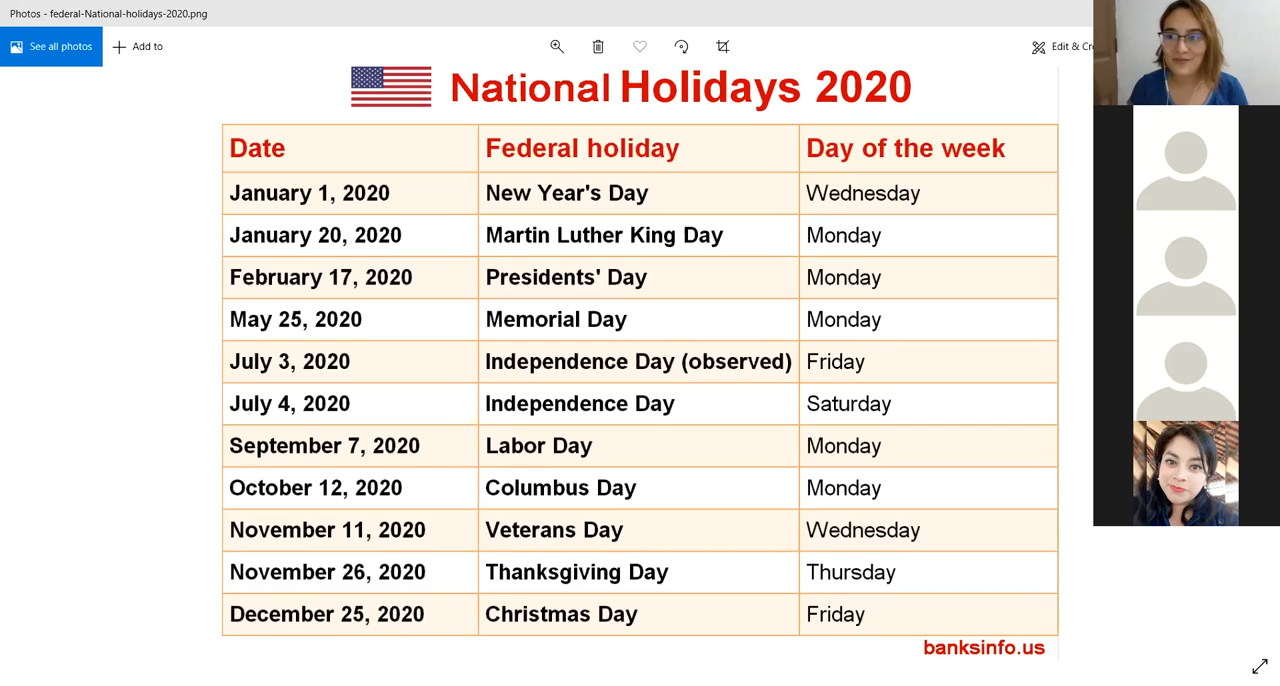 Photos - federal-National-holidays-2020.png
See all photos Add to Edit & Cr
National Holidays 2020
Date Federal holiday Day of the week
January 1, 2020 New Year's Day Wednesday
January 20, 2020 Martin Luther King Day Monday
February 17, 2020 Presidents' Day Monday
May 25, 2020 Memorial Day Monday
July 3, 2020 Independence Day (observed) Friday
July 4, 2020 Independence Day Saturday
September 7, 2020 Labor Day Monday
October 12, 2020 Columbus Day Monday
November 11, 2020 Veterans Day Wednesday
November 26, 2020 Thanksgiving Day Thursday
December 25, 2020 Christmas Day Friday
banksinfo.us